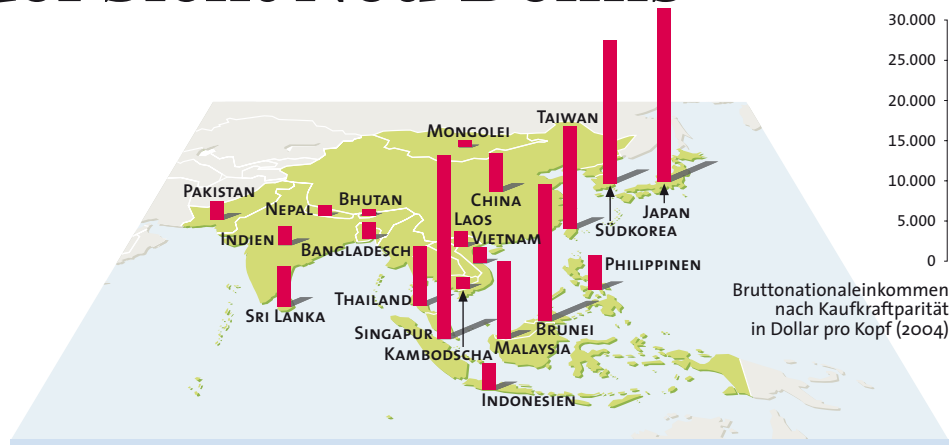 30.000
25.000
20.000
15.000
10.000
5.000
0
Bruttonationaleinkommen
nach Kaufkraftparität
in Dollar pro Kopf (2004)
TAIWAN
MONGOLEI
PAKISTAN
NEPAL
BHUTAN
CHINA
LAOS
JAPAN
SÜDKOREA
INDIEN
BANGLADESCH
VIETNAM
PHILIPPINEN
THAILAND
SRI LANKA
SINGAPUR
BRUNEI
KAMBODSCHA
MALAYSIA
INDONESIEN